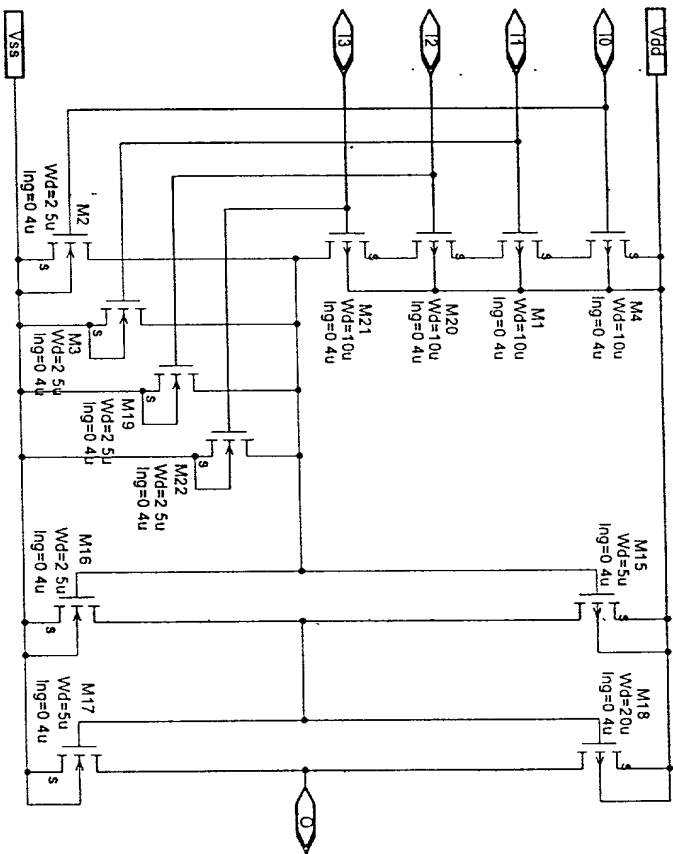 Vdd
I0
I1
I2
I3
Vss
M4
Wd=10u
lng=0 4u
M1
Wd=10u
lng=0 4u
M20
Wd=10u
lng=0 4u
M21
Wd=10u
lng=0 4u
M2
Wd=2 5u
lng=0 4u
M3
Wd=2 5u
lng=0 4u
M19
Wd=2 5u
lng=0 4u
M22
Wd=2 5u
lng=0 4u
M15
Wd=5u
lng=0 4u
M16
Wd=2 5u
lng=0 4u
M18
Wd=20u
lng=0 4u
M17
Wd=5u
lng=0 4u
O
s
s
s
s
s
s
s
s
s
s
s
s